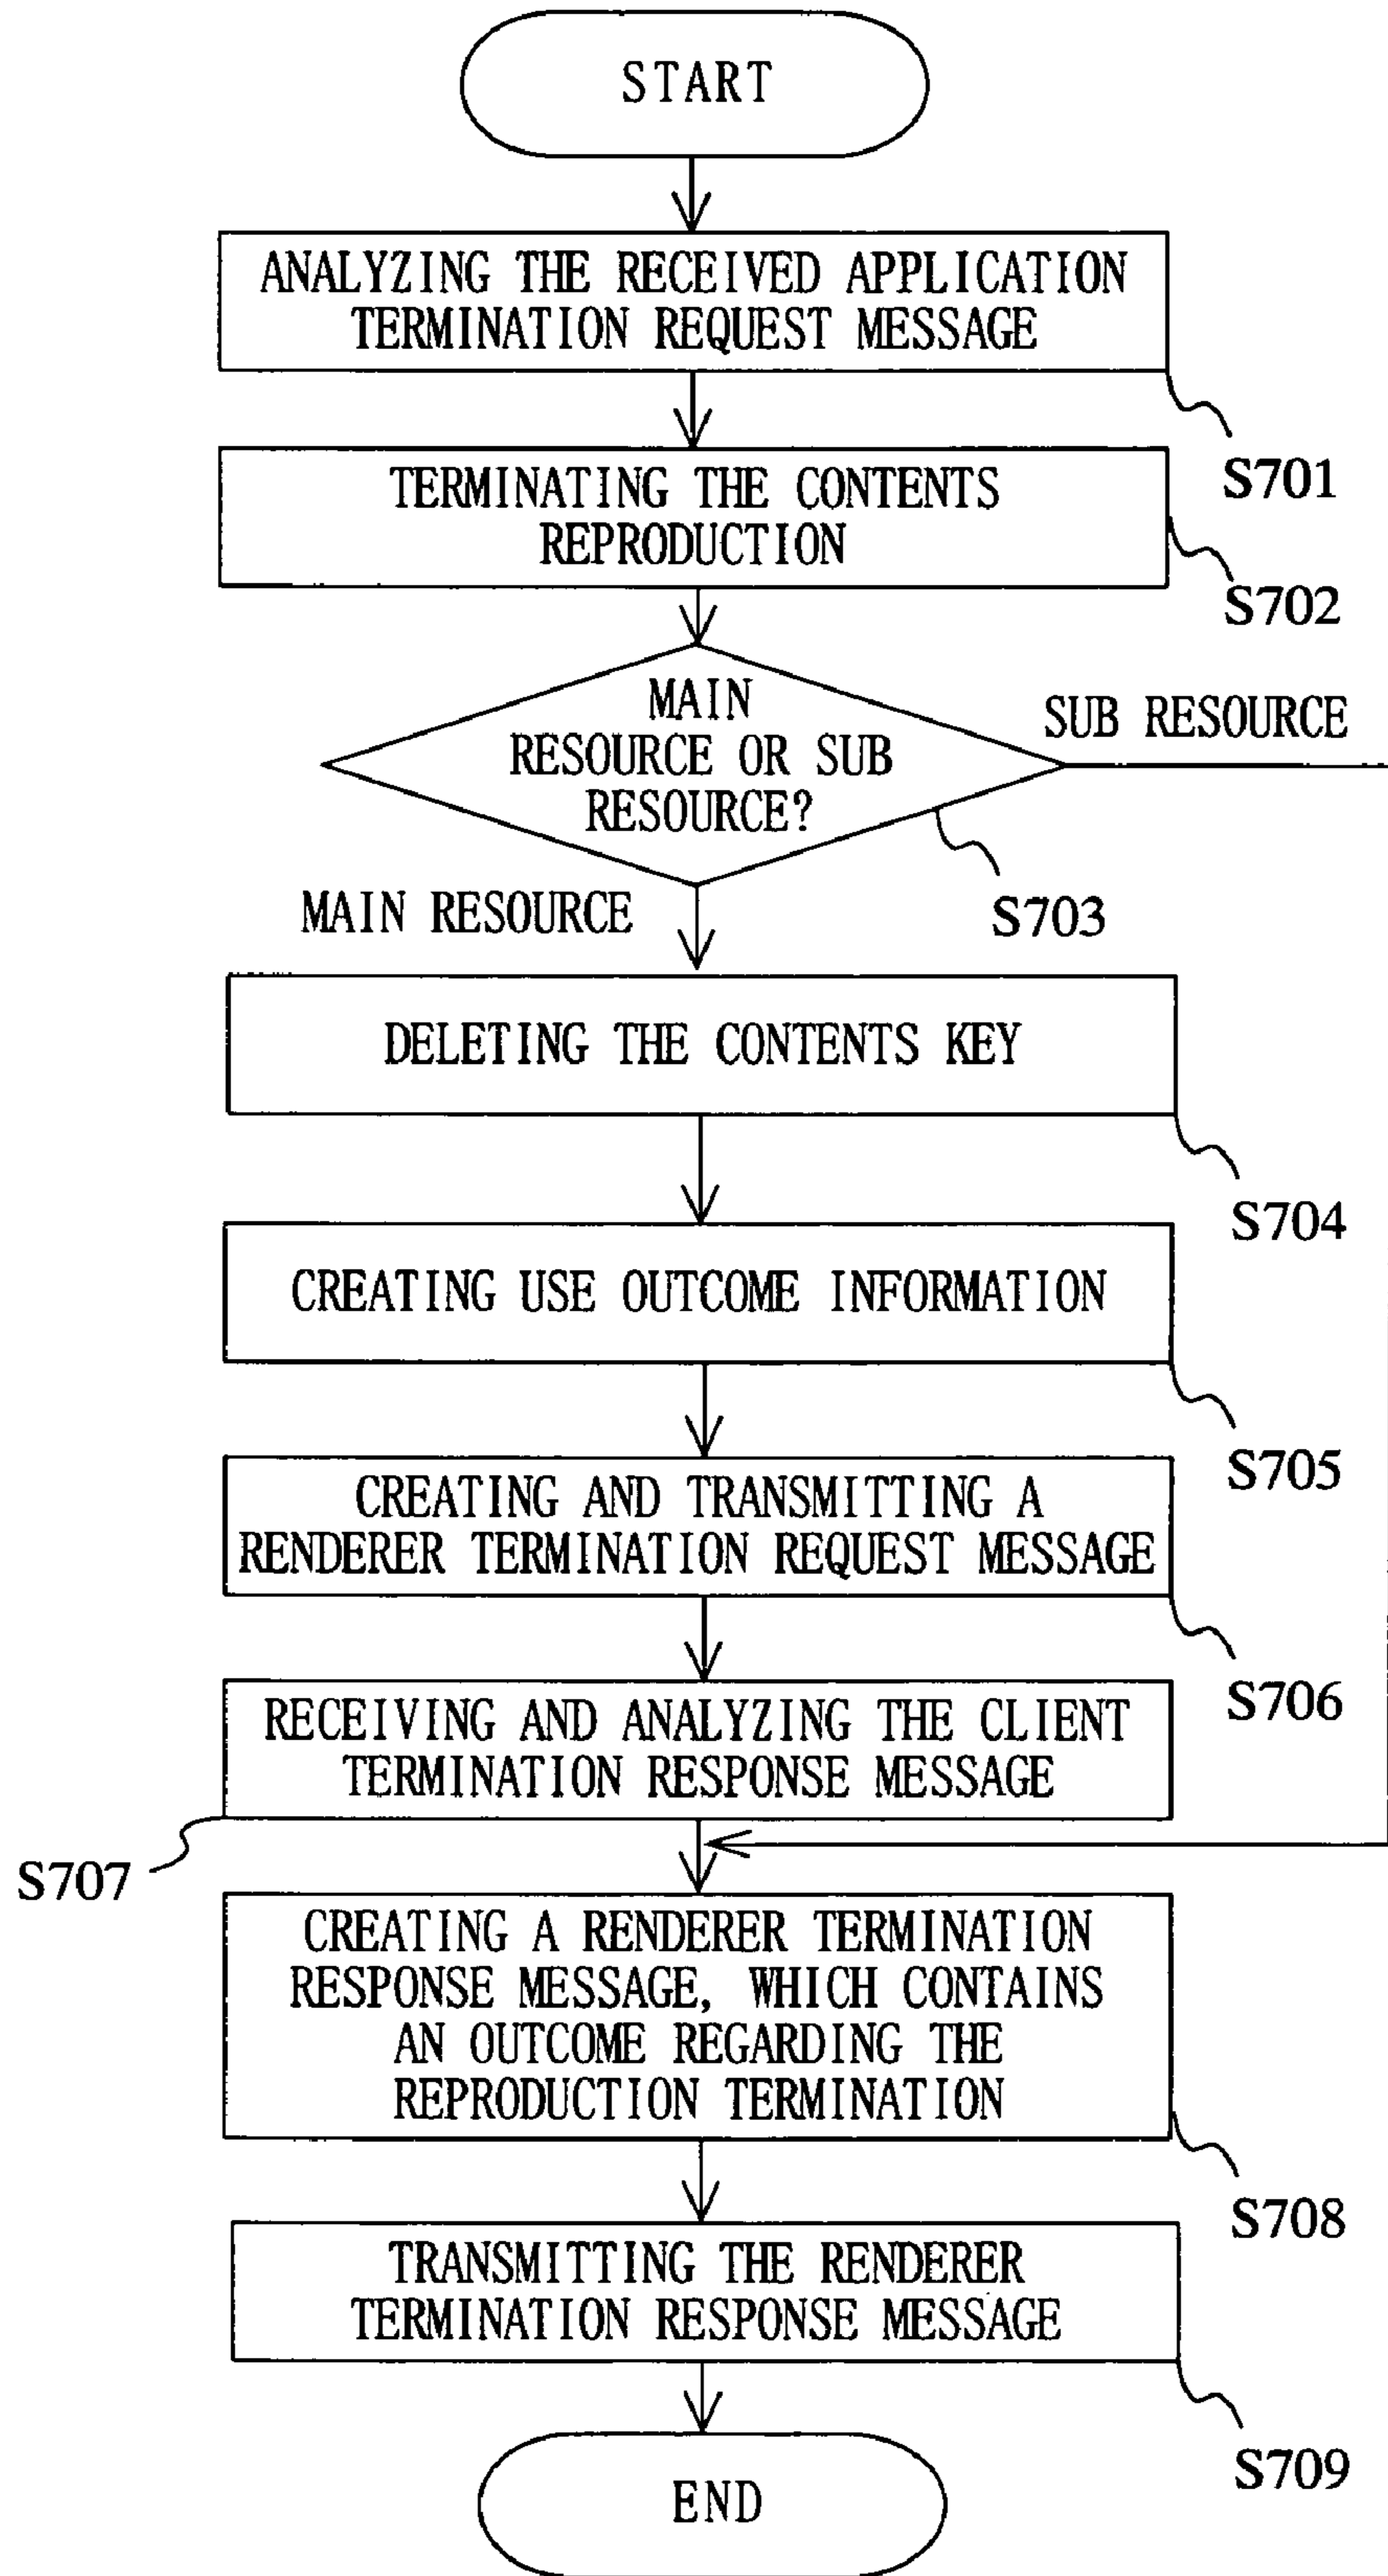 START
ANALYZING THE RECEIVED APPLICATION
TERMINATION REQUEST MESSAGE
S701
TERMINATING THE CONTENTS
REPRODUCTION
S702
MAIN
RESOURCE OR SUB
RESOURCE?
SUB RESOURCE
S703
MAIN RESOURCE
DELETING THE CONTENTS KEY
S704
CREATING USE OUTCOME INFORMATION
S705
CREATING AND TRANSMITTING A
RENDERER TERMINATION REQUEST MESSAGE
S706
RECEIVING AND ANALYZING THE CLIENT
TERMINATION RESPONSE MESSAGE
S707
CREATING A RENDERER TERMINATION
RESPONSE MESSAGE, WHICH CONTAINS
AN OUTCOME REGARDING THE
REPRODUCTION TERMINATION
S708
TRANSMITTING THE RENDERER
TERMINATION RESPONSE MESSAGE
S709
END